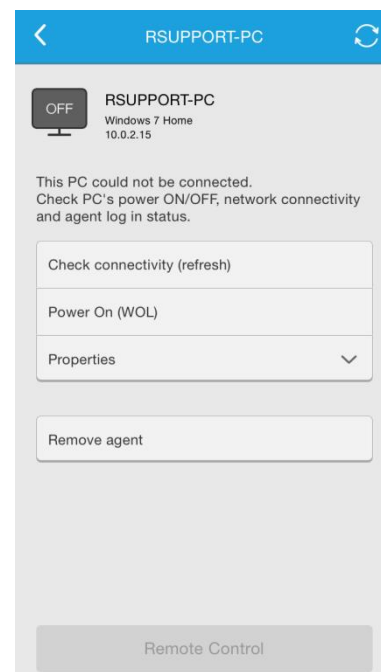 RSUPPORT-PC
OFF
RSUPPORT-PC
Windows 7 Home
10.0.2.15
This PC could not be connected.
Check PC's power ON/OFF, network connectivity
and agent log in status.
Check connectivity (refresh)
Power On (WOL)
Properties
Remove agent
Remote Control